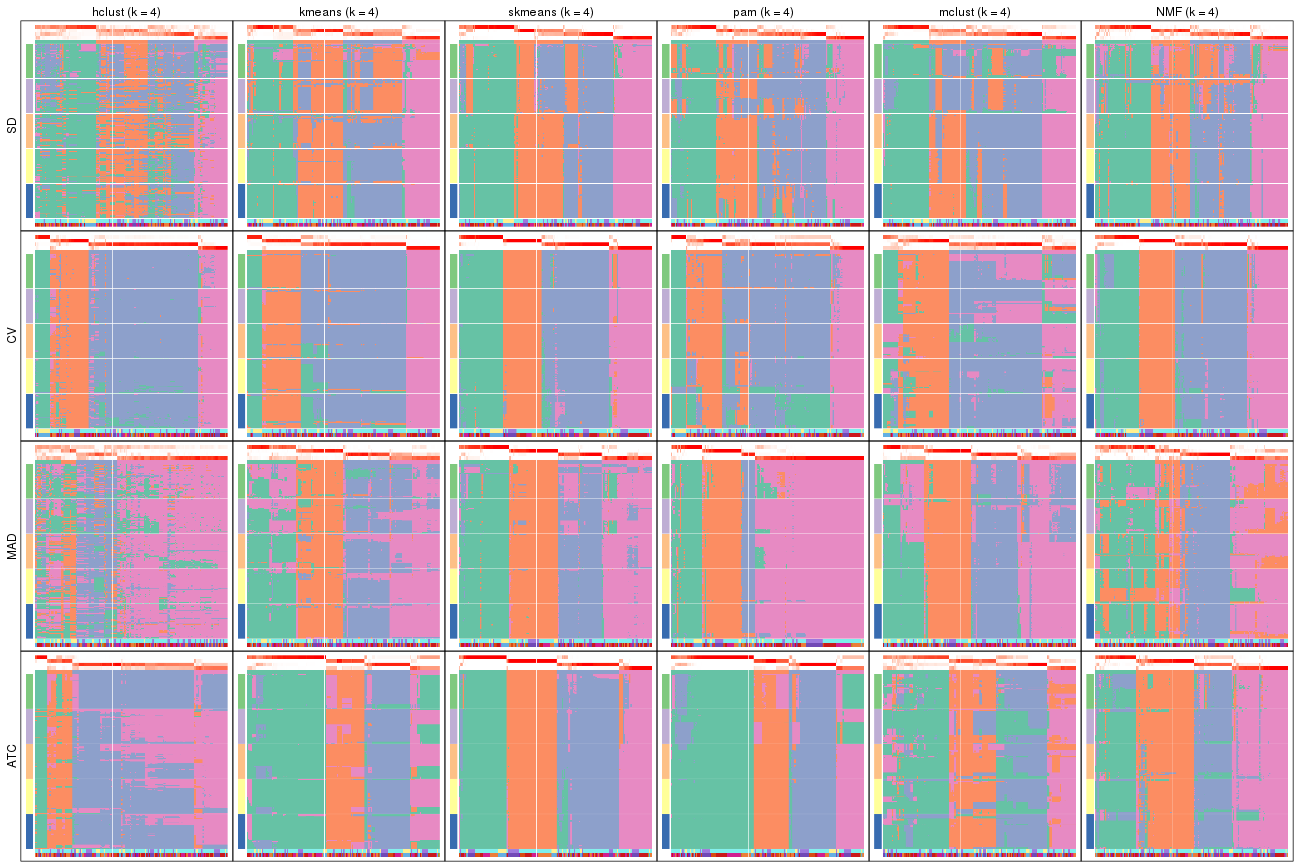 hclust (k = 4) kmeans (k = 4) skmeans (k = 4) pam (k = 4) mclust (k = 4) NMF (k = 4)
SD
CV
MAD
ATC